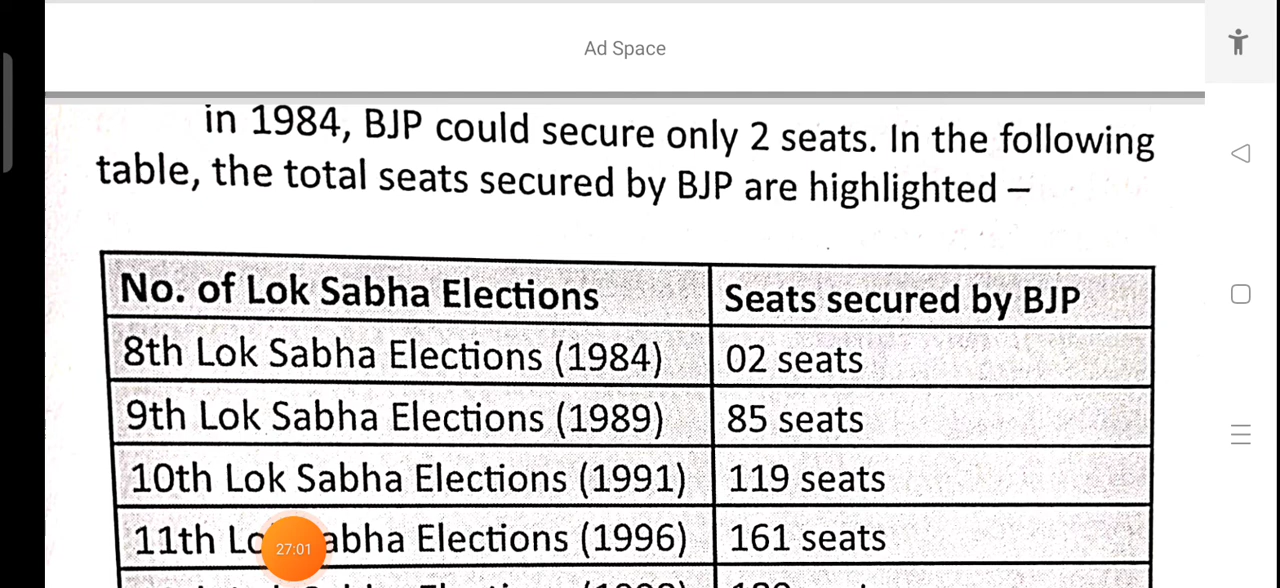 Ad Space
in 1984, BJP could secure only 2 seats. In the following
table, the total seats secured by BJP are highlighted –
No. of Lok Sabha Elections Seats secured by BJP
8th Lok Sabha Elections (1984) 02 seats
9th Lok Sabha Elections (1989) 85 seats
10th Lok Sabha Elections (1991) 119 seats
11th Lo abha Elections (1996) 161 seats
27:01